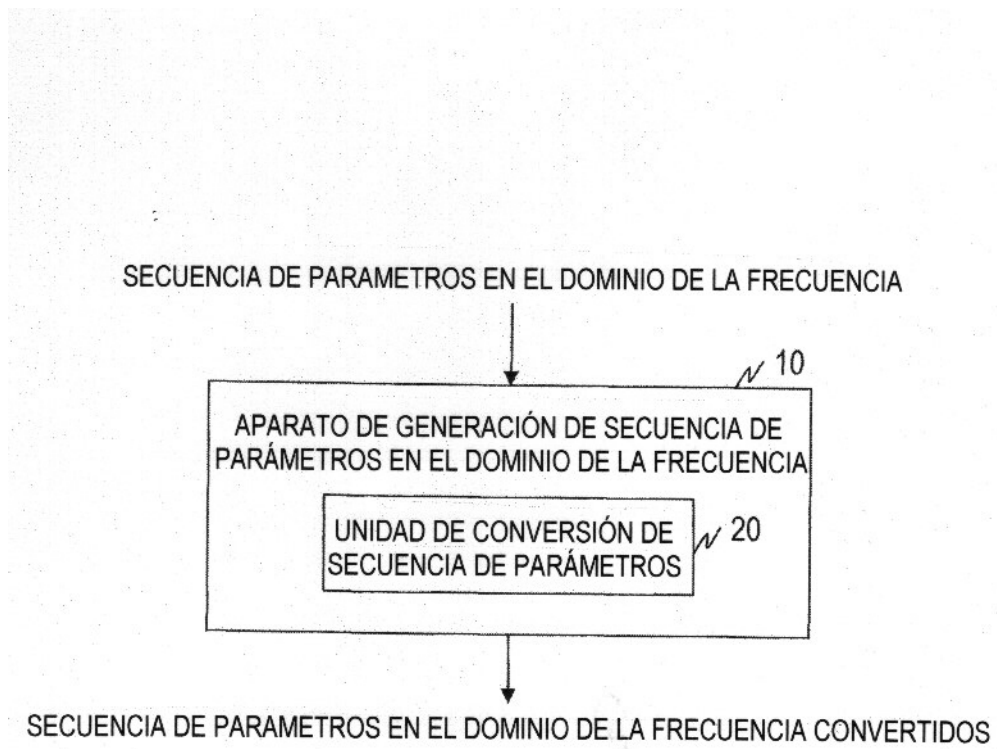 SECUENCIA DE PARAMETROS EN EL DOMINIO DE LA FRECUENCIA
10
APARATO DE GENERACIÓN DE SECUENCIA DE
PARÁMETROS EN EL DOMINIO DE LA FRECUENCIA
UNIDAD DE CONVERSIÓN DE
SECUENCIA DE PARÁMETROS
20
SECUENCIA DE PARAMETROS EN EL DOMINIO DE LA FRECUENCIA CONVERTIDOS